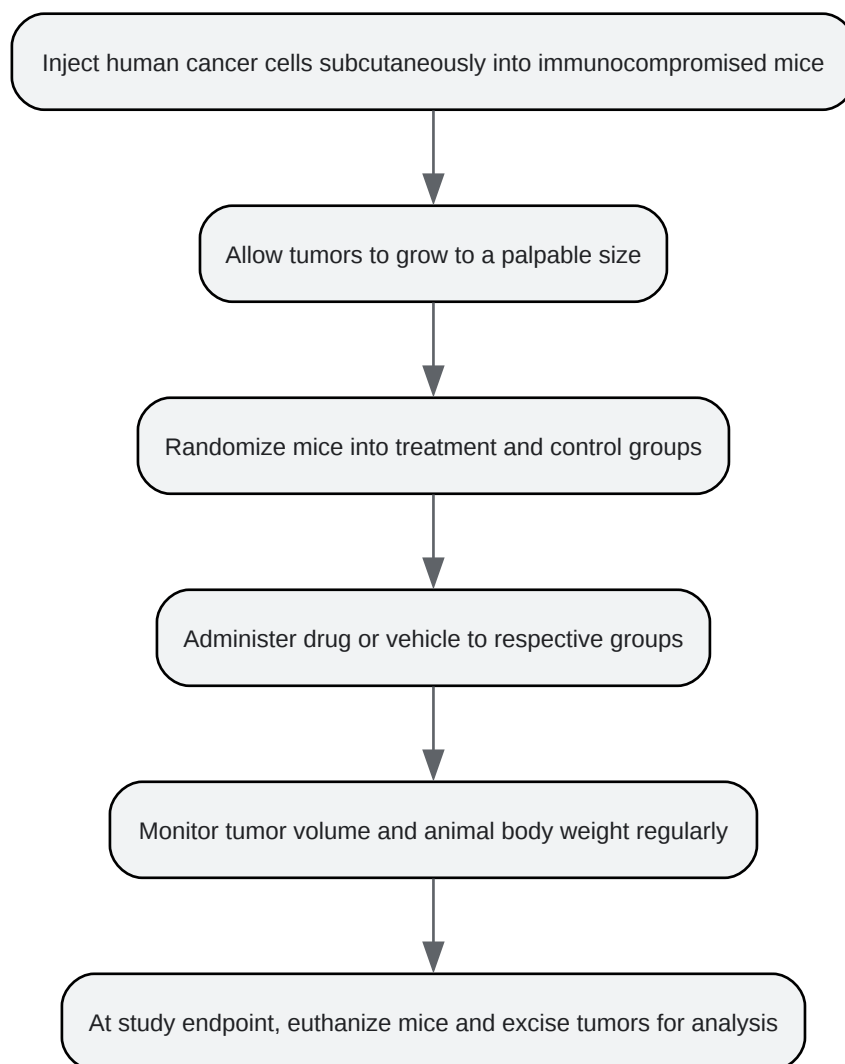 Inject human cancer cells subcutaneously into immunocompromised mice
Allow tumors to grow to a palpable size
Randomize mice into treatment and control groups
Administer drug or vehicle to respective groups
Monitor tumor volume and animal body weight regularly
At study endpoint, euthanize mice and excise tumors for analysis